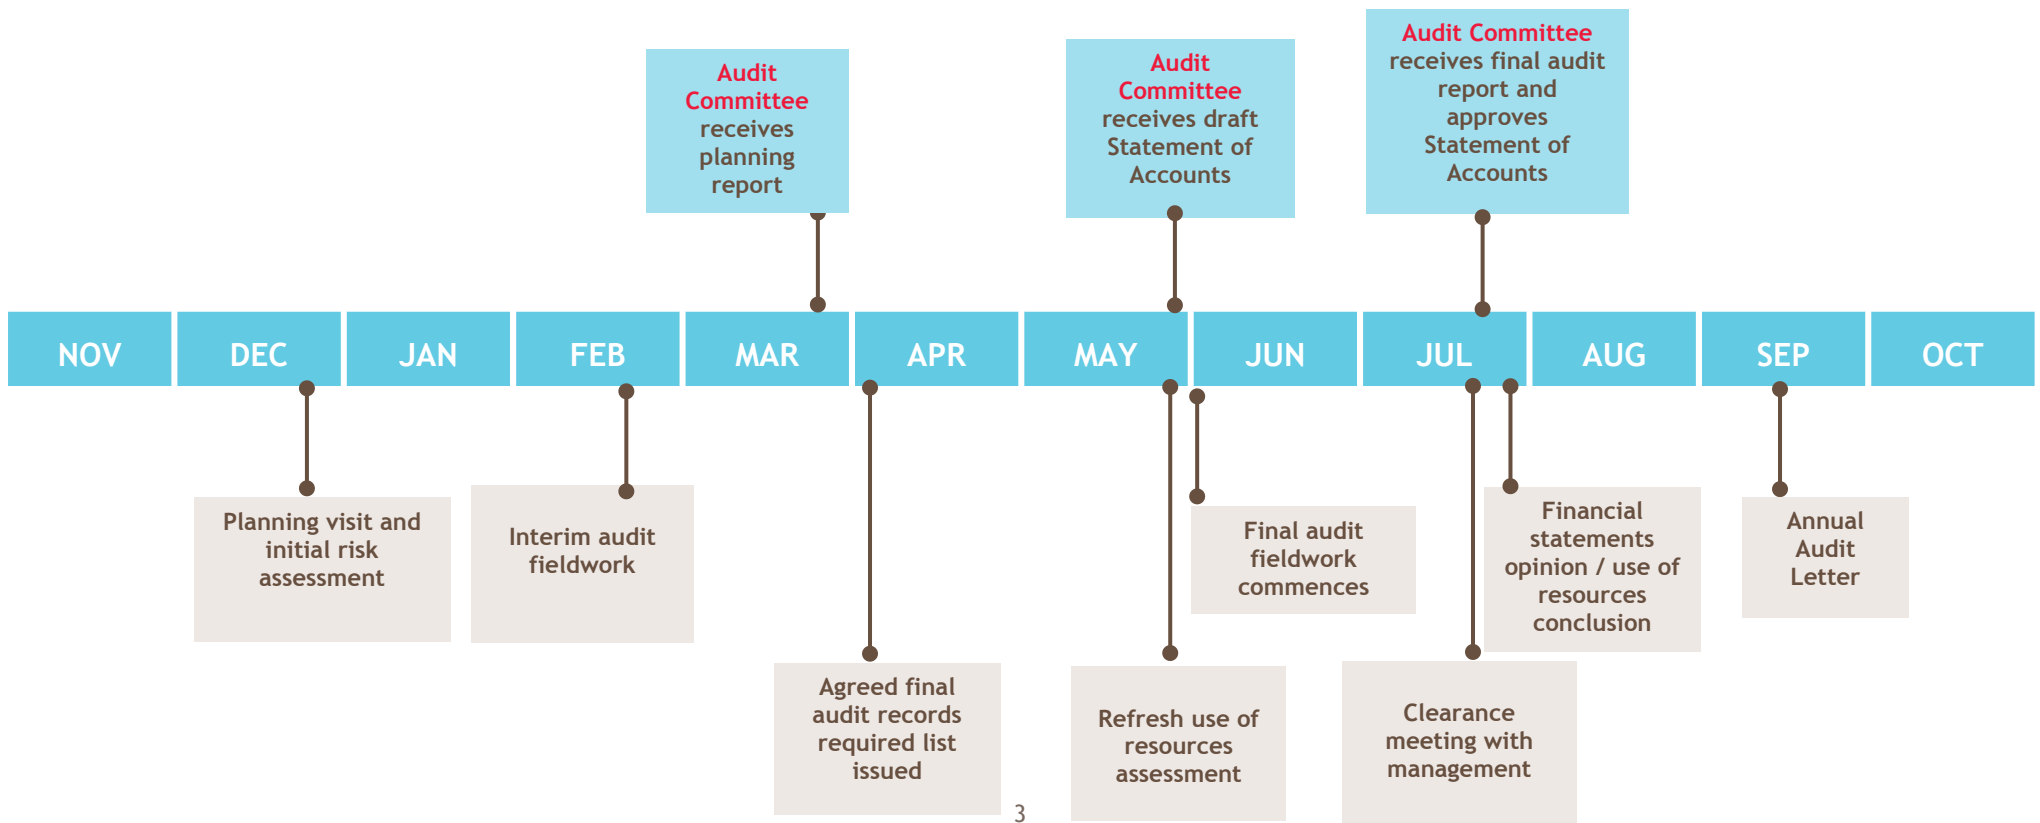 Audit
Committee
receives
planning
report
Audit
Committee
receives draft
Statement of
Accounts
Audit Committee
receives final audit
report and
approves
Statement of
Accounts
NOV
DEC
JAN
FEB
MAR
APR
MAY
JUN
JUL
AUG
SEP
OCT
Planning visit and
initial risk
assessment
Interim audit
fieldwork
Agreed final
audit records
required list
issued
Refresh use of
resources
assessment
Final audit
fieldwork
commences
Clearance
meeting with
management
Financial
statements
opinion / use of
resources
conclusion
Annual
Audit
Letter
3